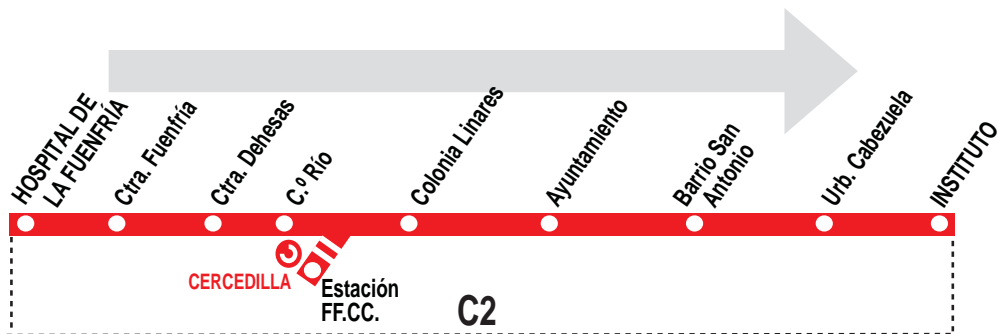 HOSPITAL DE
LA FUENFRÍA
Ctra. Fuenfría
Ctra. Dehesas
C.º Río
Colonia Linares
Ayuntamiento
Barrio San
Antonio
Urb. Cabezuela
INSTITUTO
CERCEDILLA
Estación
FF.CC.
C2